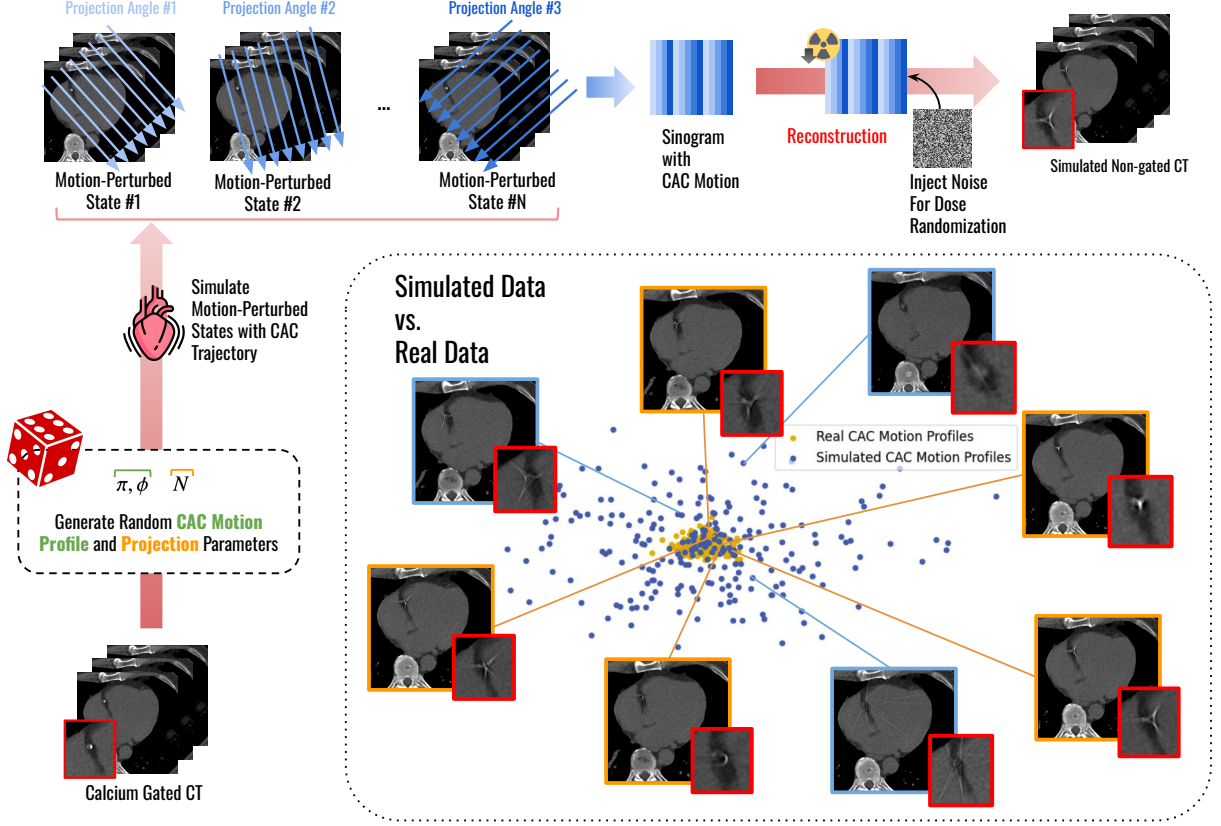 Projection Angle #1
Projection Angle #2
Projection Angle #3
...
Motion-Perturbed
State #1
Motion-Perturbed
State #2
Motion-Perturbed
State #N
Sinogram
with
CAC Motion
Reconstruction
Inject Noise
For Dose
Randomization
Simulated Non-gated CT
Simulate
Motion-Perturbed
States with CAC
Trajectory
π, ϕ N
Generate Random CAC Motion
Profile and Projection Parameters
Calcium Gated CT
Simulated Data
vs.
Real Data
Real CAC Motion Profiles
Simulated CAC Motion Profiles